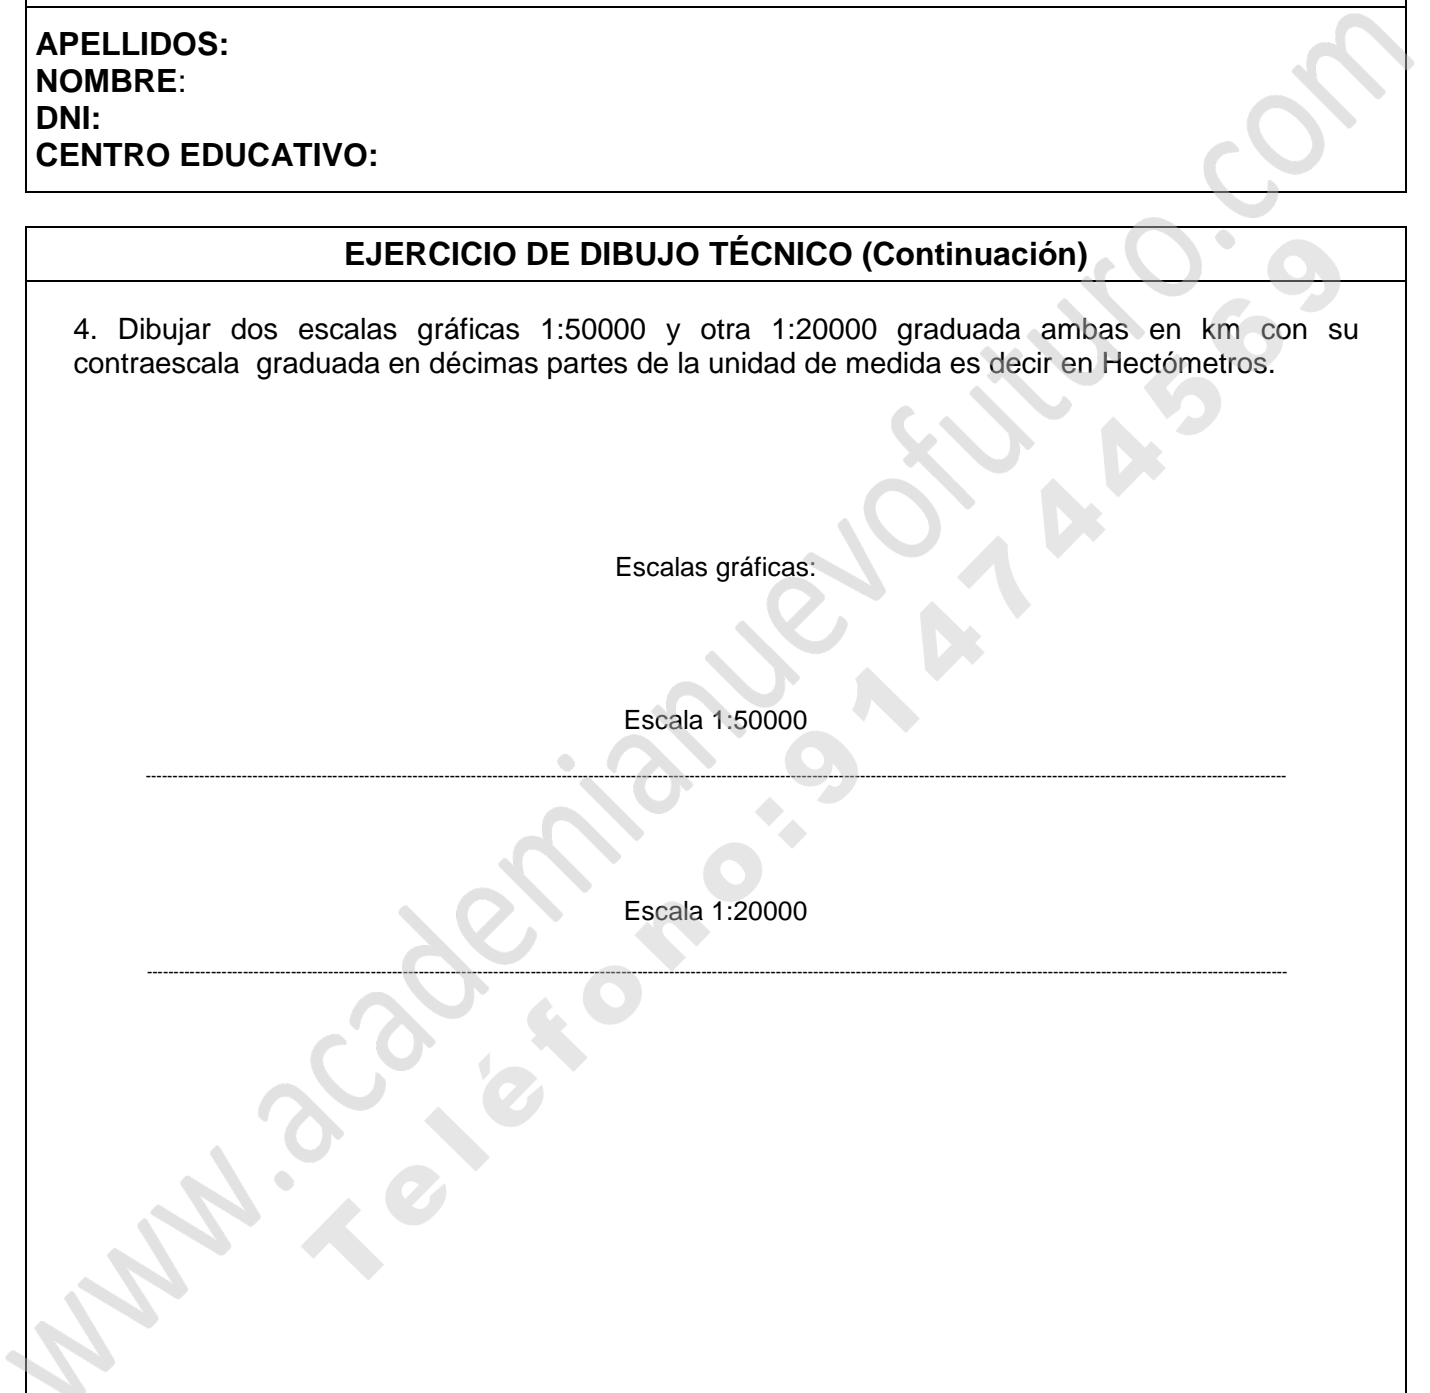 APELLIDOS:
NOMBRE:
DNI:
CENTRO EDUCATIVO:
EJERCICIO DE DIBUJO TÉCNICO (Continuación)
4. Dibujar dos escalas gráficas 1:50000 y otra 1:20000 graduada ambas en km con su
contraescala graduada en décimas partes de la unidad de medida es decir en Hectómetros.
Escalas gráficas:
Escala 1:50000
Escala 1:20000
www.academianuevofuturo.com
Teléfono:914744569